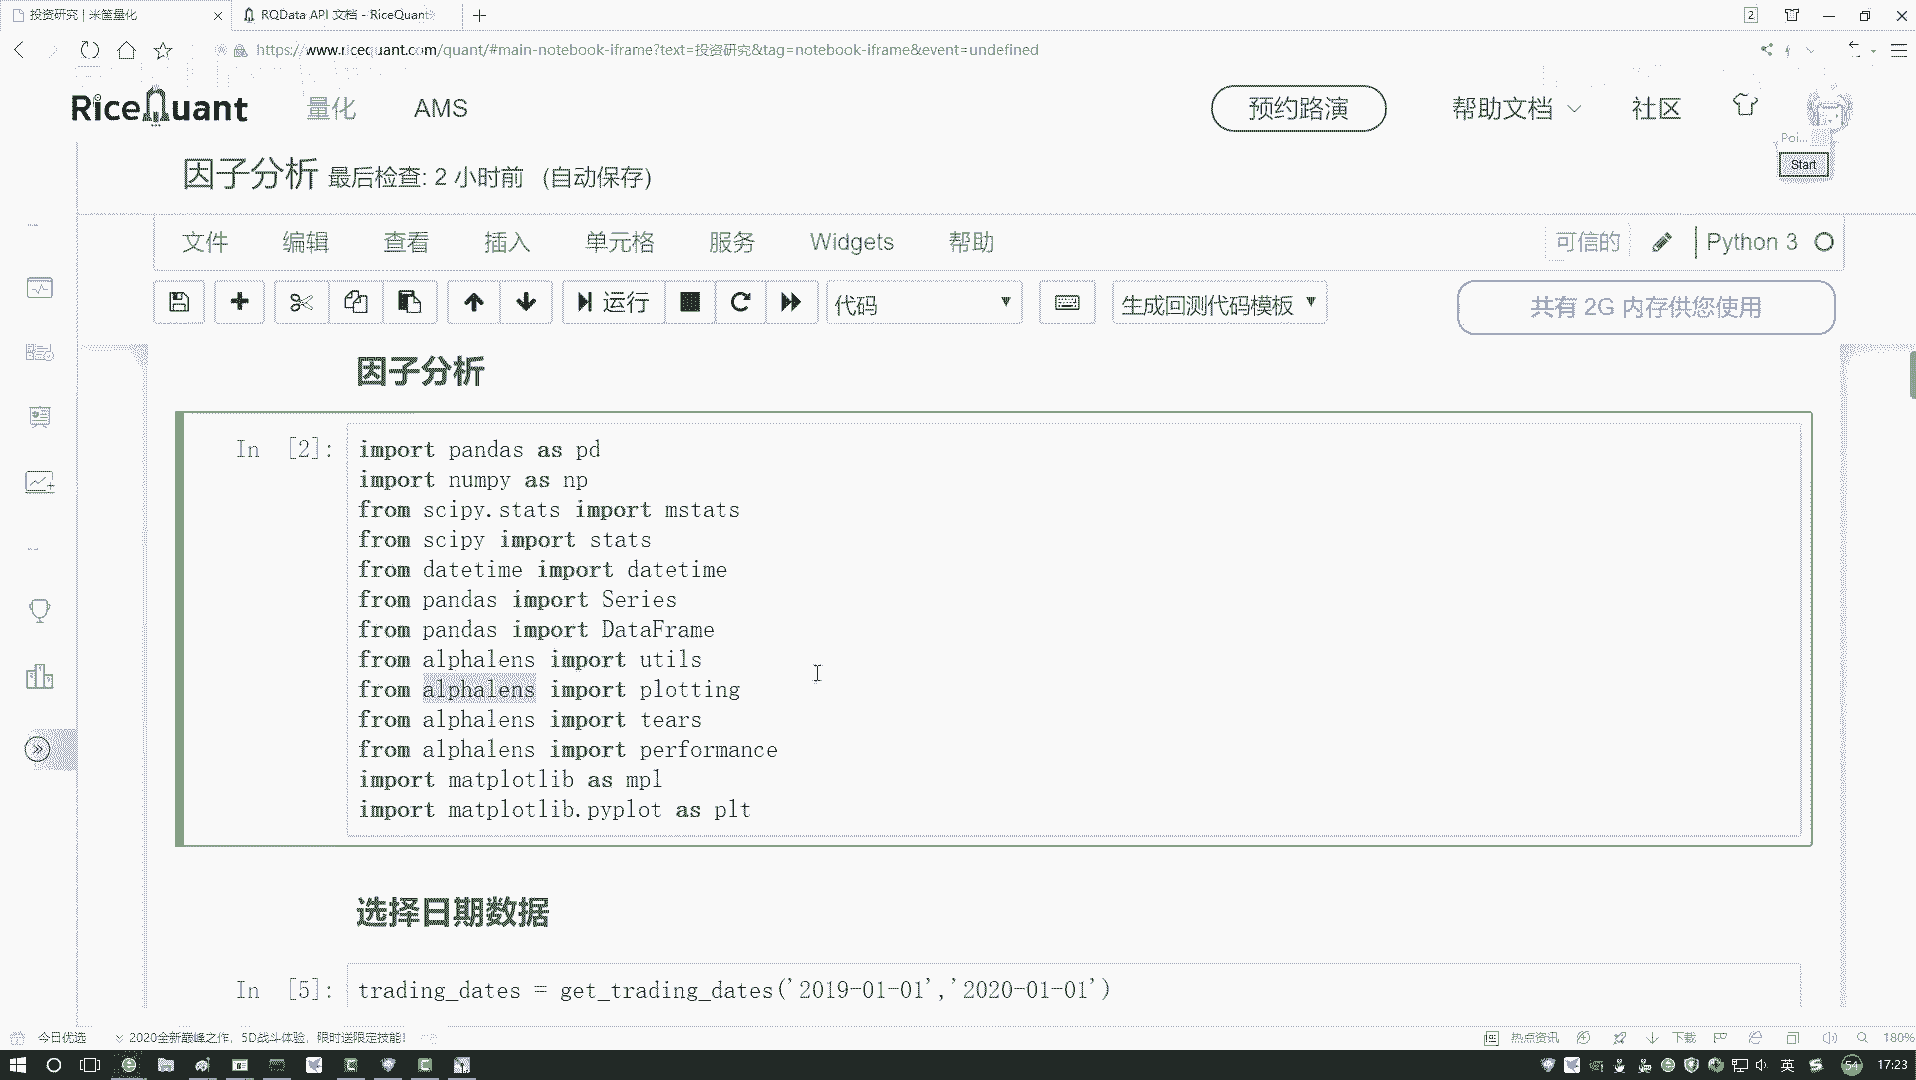 投资研究 | 米筐量化
RQData API 文档 - RiceQuant
2
https://www.ricequant.com/quant/#main-notebook-iframe?text=投资研究&tag=notebook-iframe&event=undefined
RiceQuant
量化
AMS
预约路演
帮助文档
社区
Poi...
Start
因子分析 最后检查: 2 小时前 (自动保存)
文件 编辑 查看 插入 单元格 服务 Widgets 帮助
可信的
Python 3
运行
代码
生成回测代码模板
共有 2G 内存供您使用
因子分析
In [2]:
import pandas as pd
import numpy as np
from scipy.stats import mstats
from scipy import stats
from datetime import datetime
from pandas import Series
from pandas import DataFrame
from alphalens import utils
from alphalens import plotting
from alphalens import tears
from alphalens import performance
import matplotlib as mpl
import matplotlib.pyplot as plt
选择日期数据
In [5]:
trading_dates = get_trading_dates('2019-01-01','2020-01-01')
今日优选
2020全新巅峰之作，5D战斗体验，限时送限定技能！
热点资讯
下载
180%
英
54
17:23